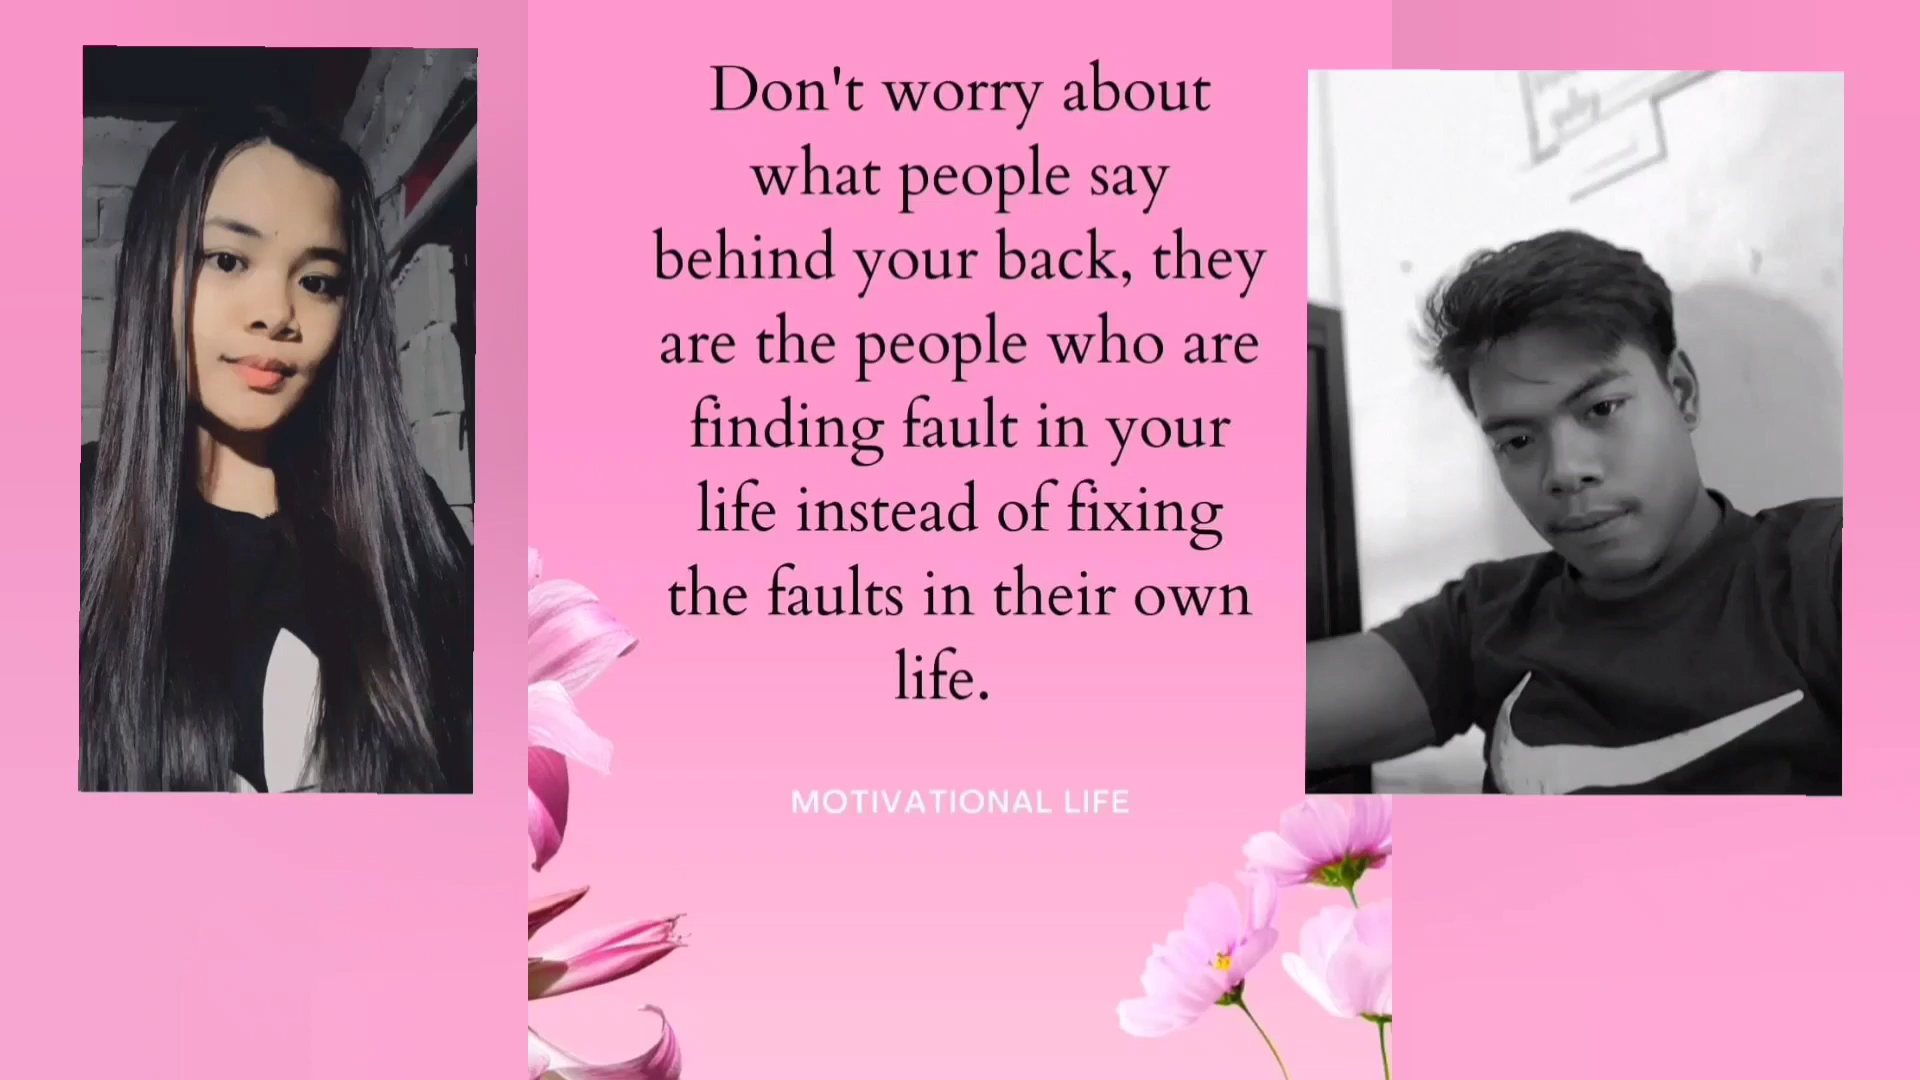 Don't worry about
what people say
behind your back, they
are the people who are
finding fault in your
life instead of fixing
the faults in their own
life.
MOTIVATIONAL LIFE